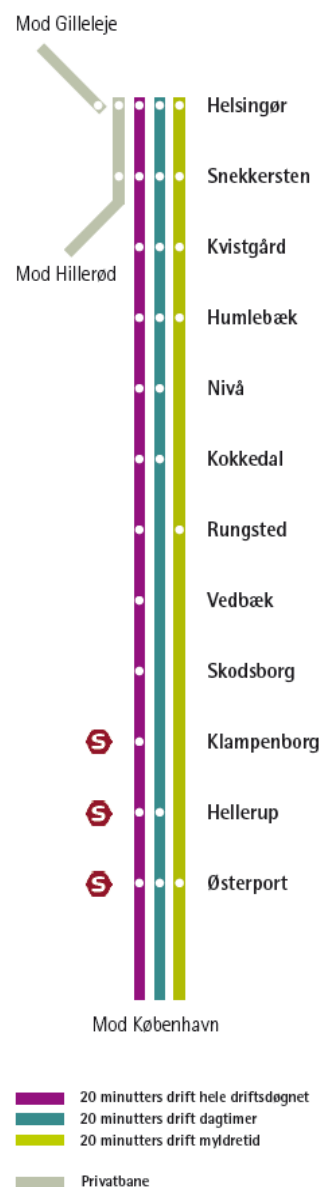 Mod Gilleleje
Helsingør
Snekkersten
Kvistgård
Mod Hillerød
Humlebæk
Nivå
Kokkedal
Rungsted
Vedbæk
Skodsborg
S Klampenborg
S Hellerup
S Østerport
Mod København
20 minutters drift hele driftsdøgnet
20 minutters drift dagtimer
20 minutters drift myldretid
Privatbane